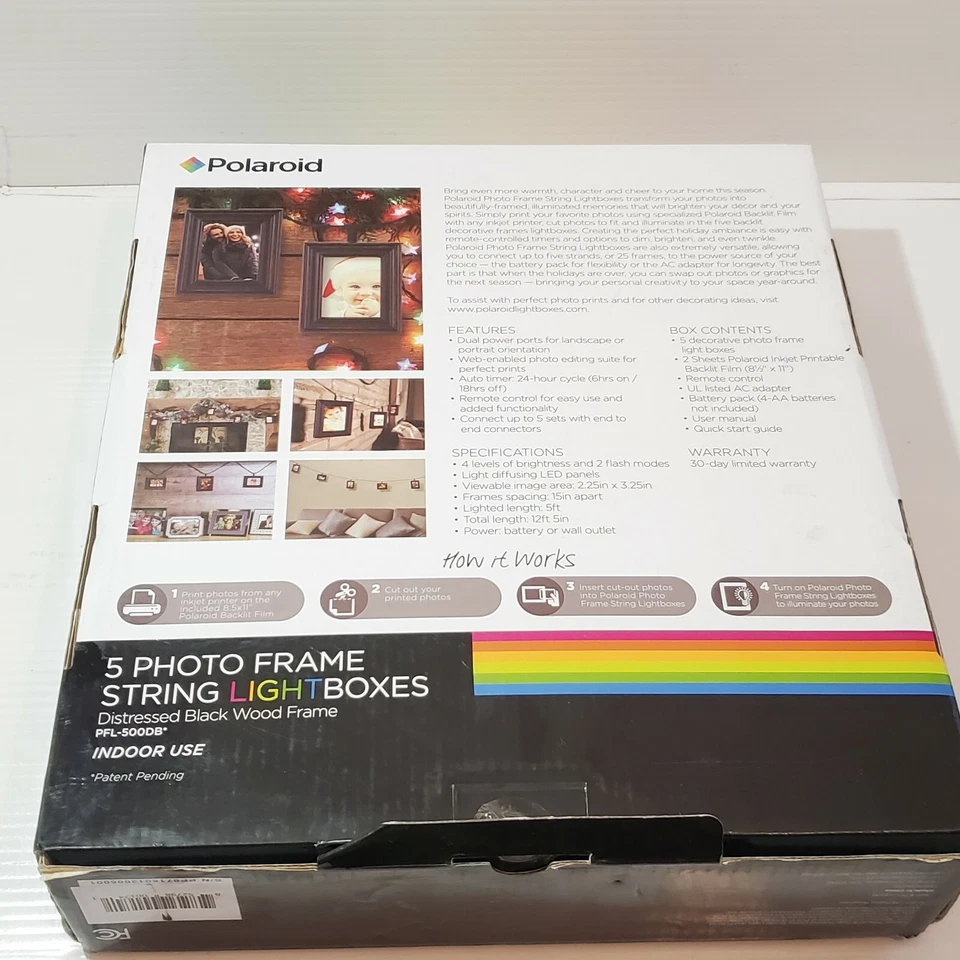 Polaroid
Bring even more warmth, character and cheer to your home this season.
Polaroid Photo Frame String Lightboxes transform your photos into
beautifully-framed, illuminated memories that will brighten your décor and your
spirits. Simply print your favorite photos using specialized Polaroid Backlit Film
with any inkjet printer, cut photos to fit and illuminate in the five backlit
decorative frames lightboxes. Creating the perfect holiday ambiance is easy with
remote-controlled timers and options to dim, brighten, and even twinkle.
Polaroid Photo Frame String Lightboxes are also extremely versatile, allowing
you to connect up to five strands, or 25 frames, to the power source of your
choice — the battery pack for flexibility or the AC adapter for longevity. The best
part is that when the holidays are over, you can swap out photos or graphics for
the next season — bringing your personal creativity to your space year-around.
To assist with perfect photo prints and for other decorating ideas, visit
www.polaroidlightboxes.com.
FEATURES
• Dual power ports for landscape or
portrait orientation
• Web-enabled photo editing suite for
perfect prints
• Auto timer: 24-hour cycle (6hrs on /
18hrs off)
• Remote control for easy use and
added functionality
• Connect up to 5 sets with end to
end connectors
BOX CONTENTS
• 5 decorative photo frame
light boxes
• 2 Sheets Polaroid Inkjet Printable
Backlit Film (8½" x 11")
• Remote control
• UL listed AC adapter
• Battery pack (4-AA batteries
not included)
• User manual
• Quick start guide
SPECIFICATIONS
• 4 levels of brightness and 2 flash modes
• Light diffusing LED panels
• Viewable image area: 2.25in x 3.25in
• Frames spacing: 15in apart
• Lighted length: 5ft
• Total length: 12ft 5in
• Power: battery or wall outlet
WARRANTY
30-day limited warranty
How it Works
1 Print photos from any
inkjet printer on the
included 8.5x11"
Polaroid Backlit Film
2 Cut out your
printed photos
3 Insert cut-out photos
into Polaroid Photo
Frame String Lightboxes
4 Turn on Polaroid Photo
Frame String Lightboxes
to illuminate your photos
5 PHOTO FRAME
STRING LIGHTBOXES
Distressed Black Wood Frame
PFL-500DB*
INDOOR USE
*Patent Pending
FC